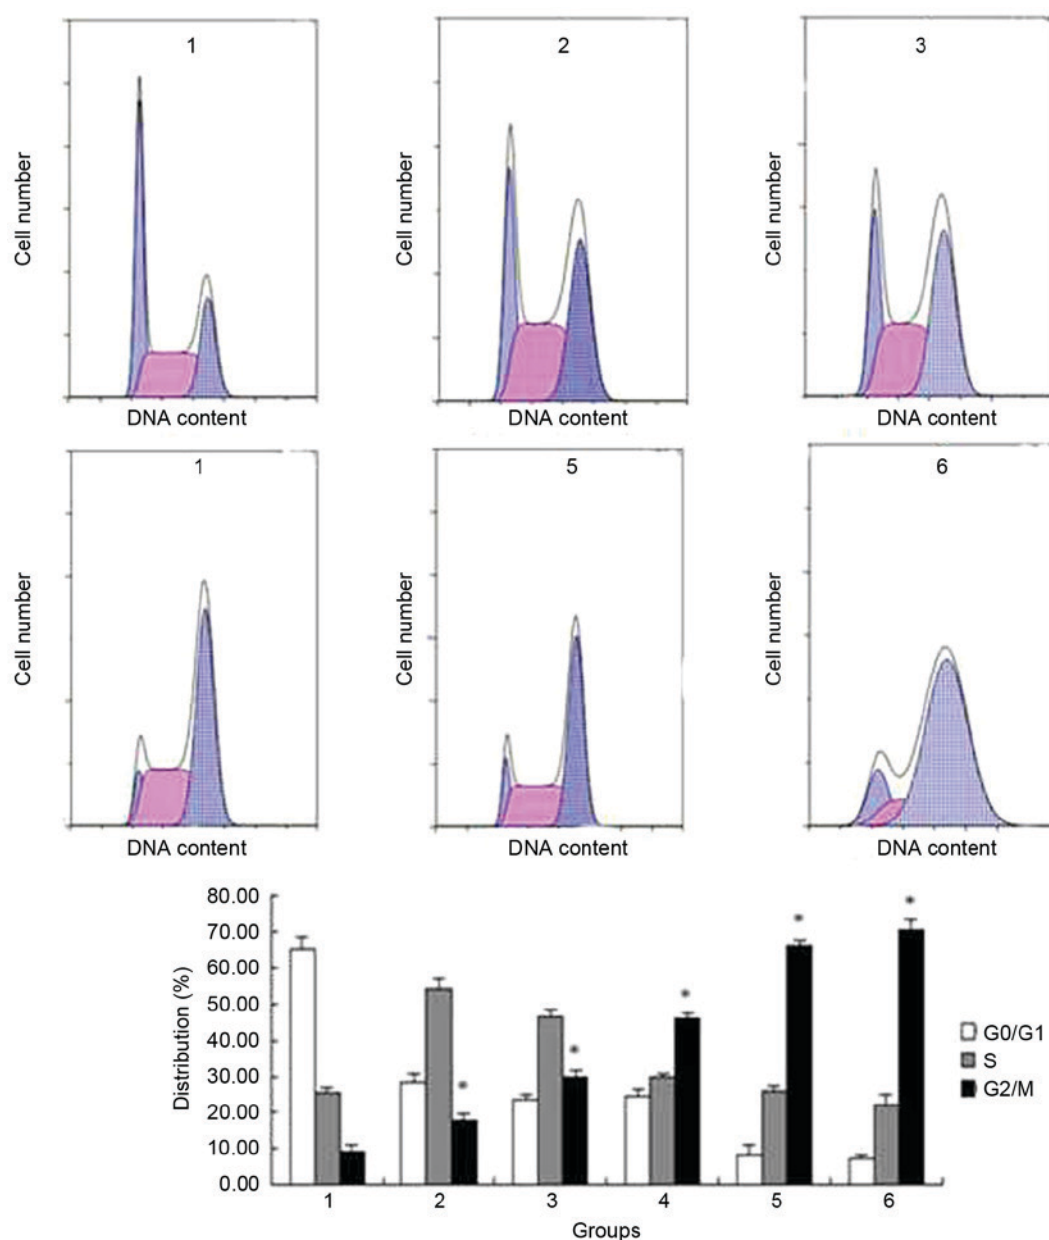 1
2
3
Cell number
Cell number
Cell number
DNA content
DNA content
DNA content
1
5
6
Cell number
Cell number
Cell number
DNA content
DNA content
DNA content
80.00
70.00
60.00
50.00
40.00
30.00
20.00
10.00
0.00
Distribution (%)
* * * * *
G0/G1
S
G2/M
1 2 3 4 5 6
Groups